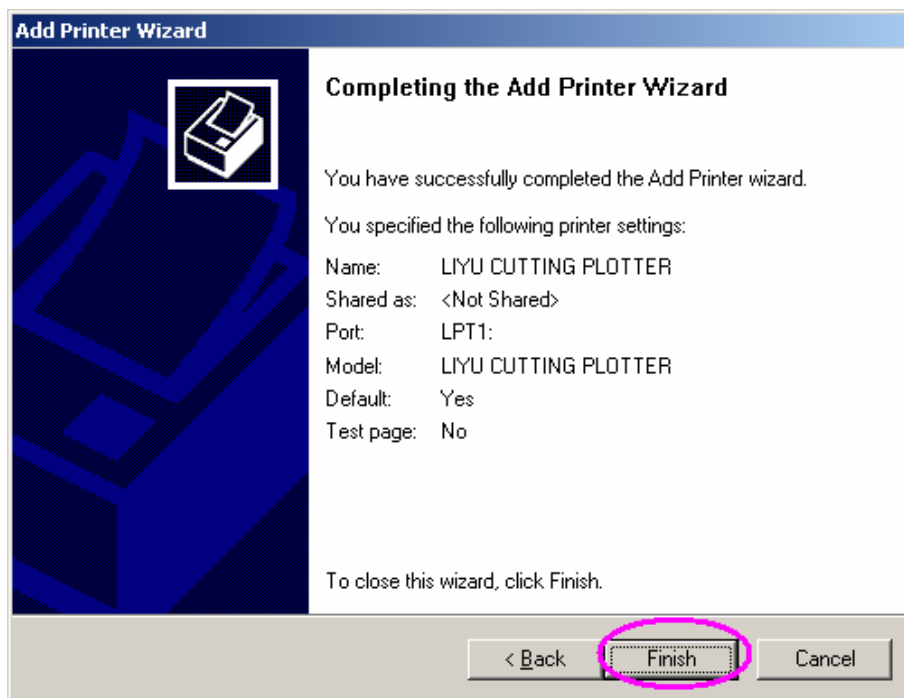 Add Printer Wizard
Completing the Add Printer Wizard
You have successfully completed the Add Printer wizard.
You specified the following printer settings:
Name: LIYU CUTTING PLOTTER
Shared as: <Not Shared>
Port: LPT1:
Model: LIYU CUTTING PLOTTER
Default: Yes
Test page: No
To close this wizard, click Finish.
< Back Finish Cancel